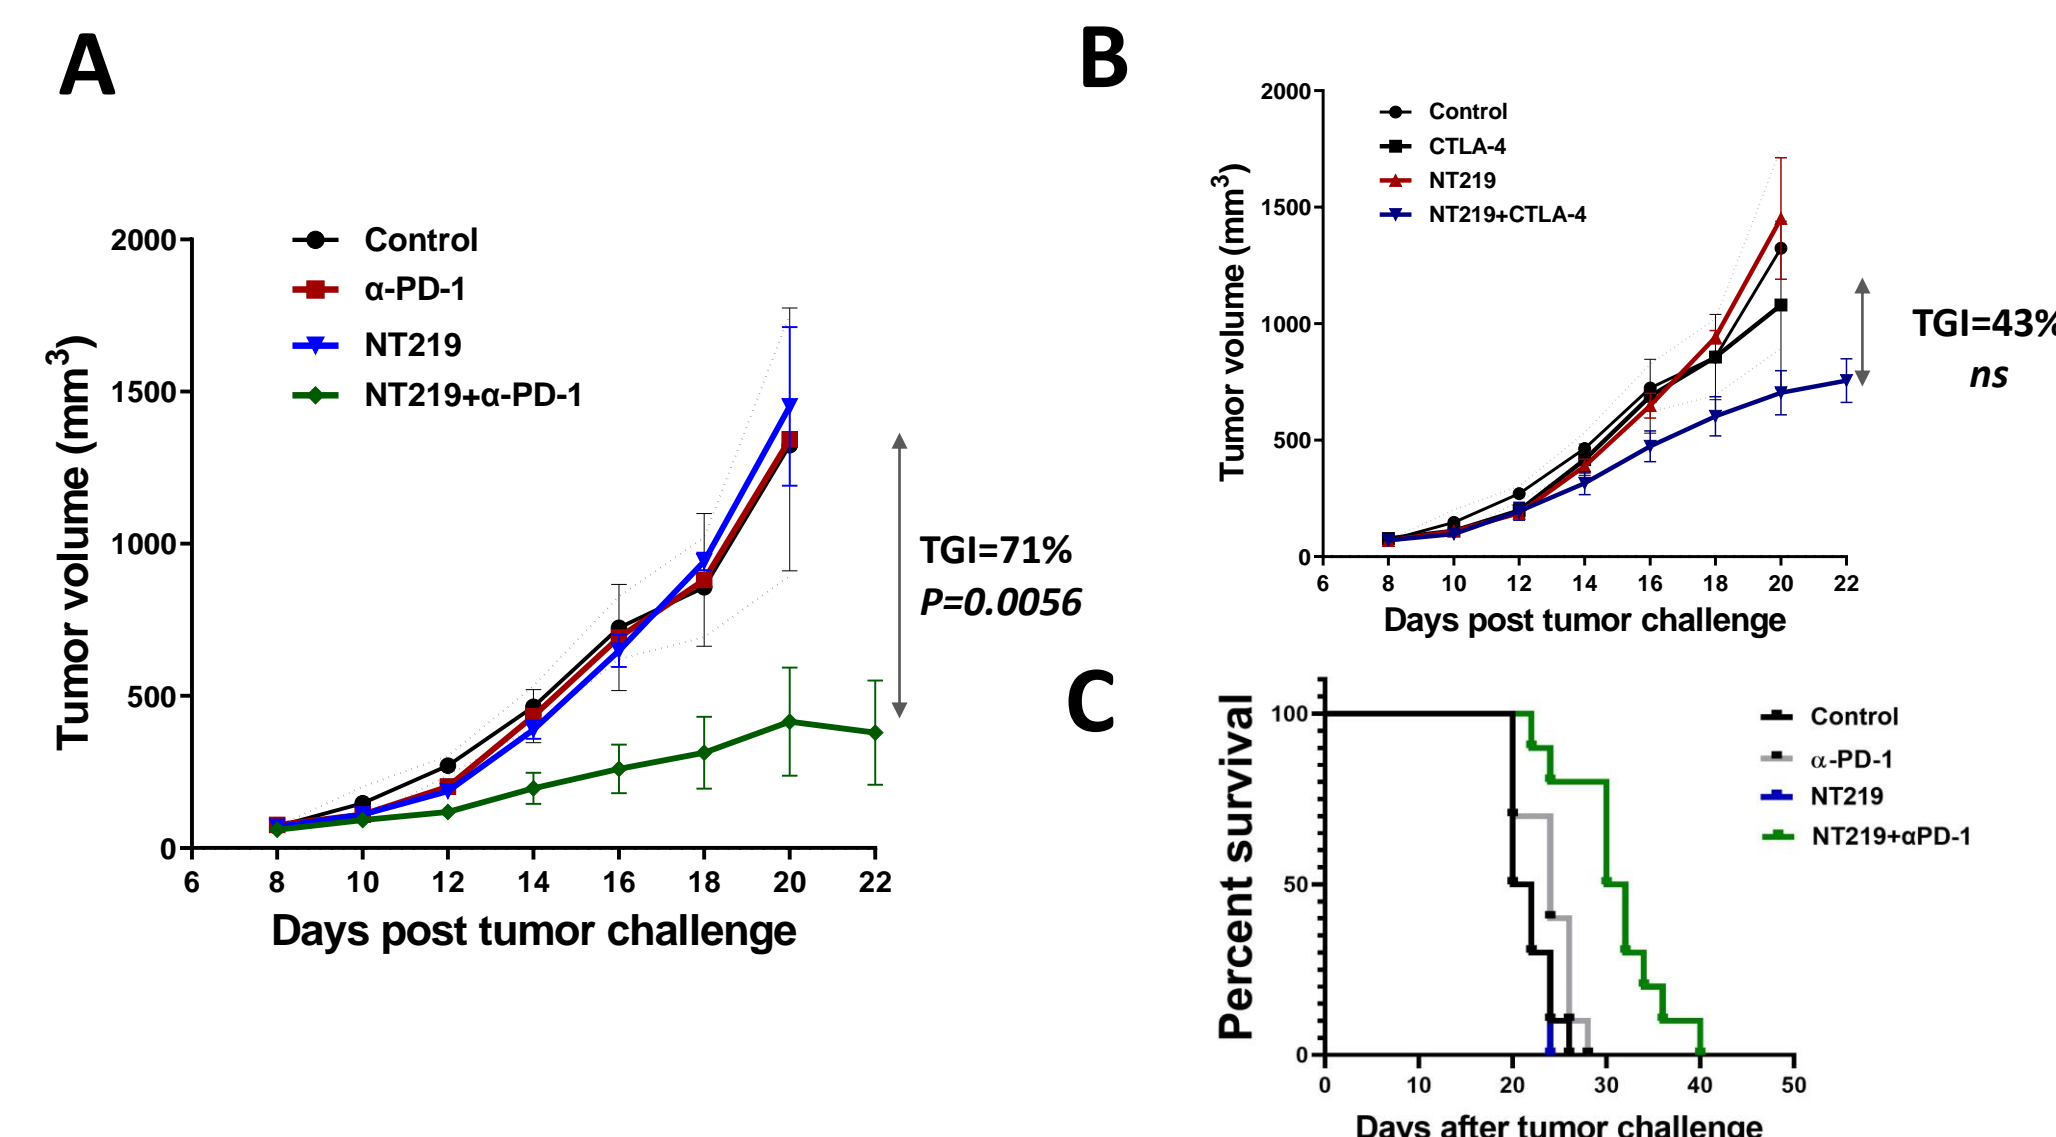 A
2000
1500
1000
500
0
Tumor volume (mm3)
Control
α-PD-1
NT219
NT219+α-PD-1
TGI=71%
P=0.0056
6 8 10 12 14 16 18 20 22
Days post tumor challenge
B
2000
1500
1000
500
0
Tumor volume (mm3)
Control
CTLA-4
NT219
NT219+CTLA-4
TGI=43%
ns
6 8 10 12 14 16 18 20 22
Days post tumor challenge
C
100
50
0
Percent survival
Control
α-PD-1
NT219
NT219+αPD-1
0 10 20 30 40 50
Days after tumor challenge